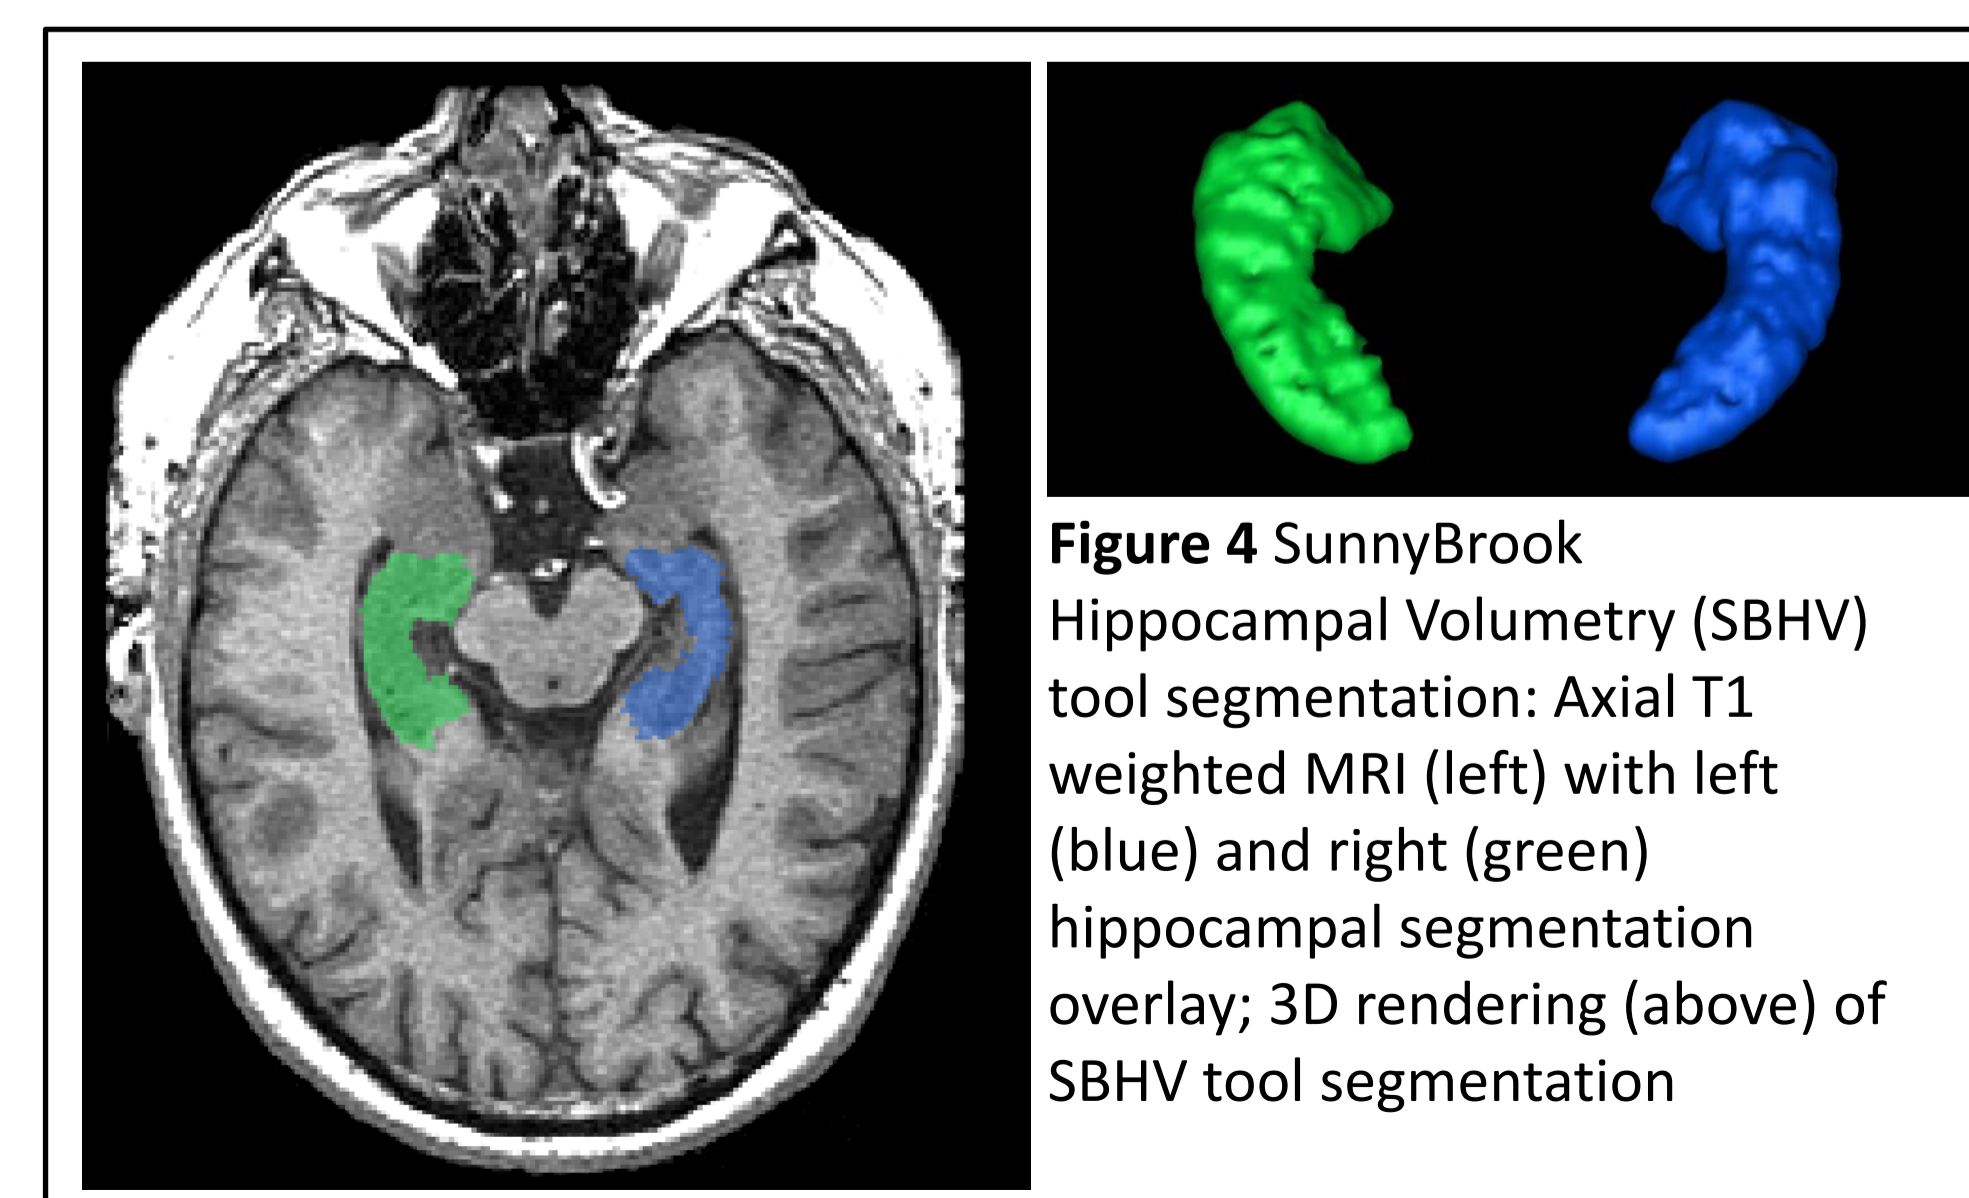 Figure 4 SunnyBrook
Hippocampal Volumetry (SBHV)
tool segmentation: Axial T1
weighted MRI (left) with left
(blue) and right (green)
hippocampal segmentation
overlay; 3D rendering (above) of
SBHV tool segmentation